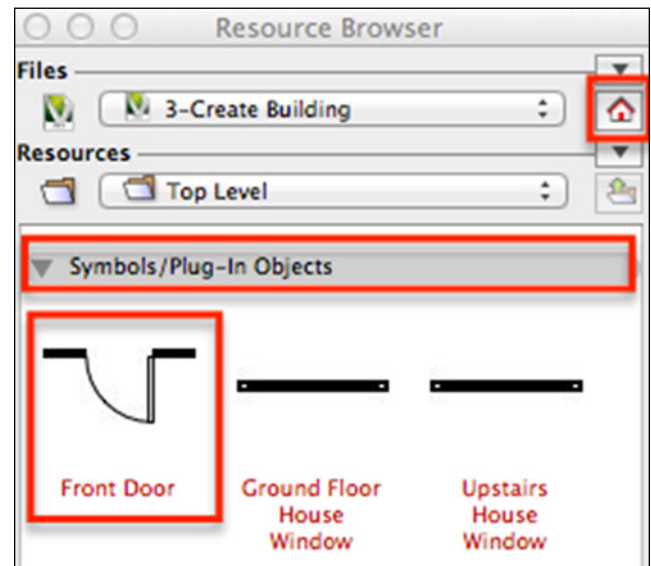 Resource Browser
Files
3-Create Building
Resources
Top Level
Symbols/Plug-In Objects
Front Door
Ground Floor
House
Window
Upstairs
House
Window